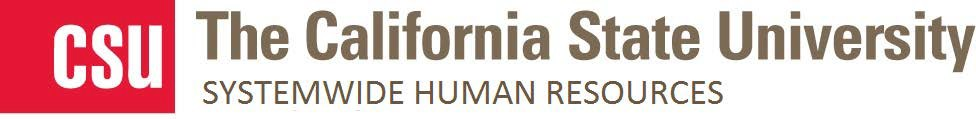 CSU The California State University
SYSTEMWIDE HUMAN RESOURCES